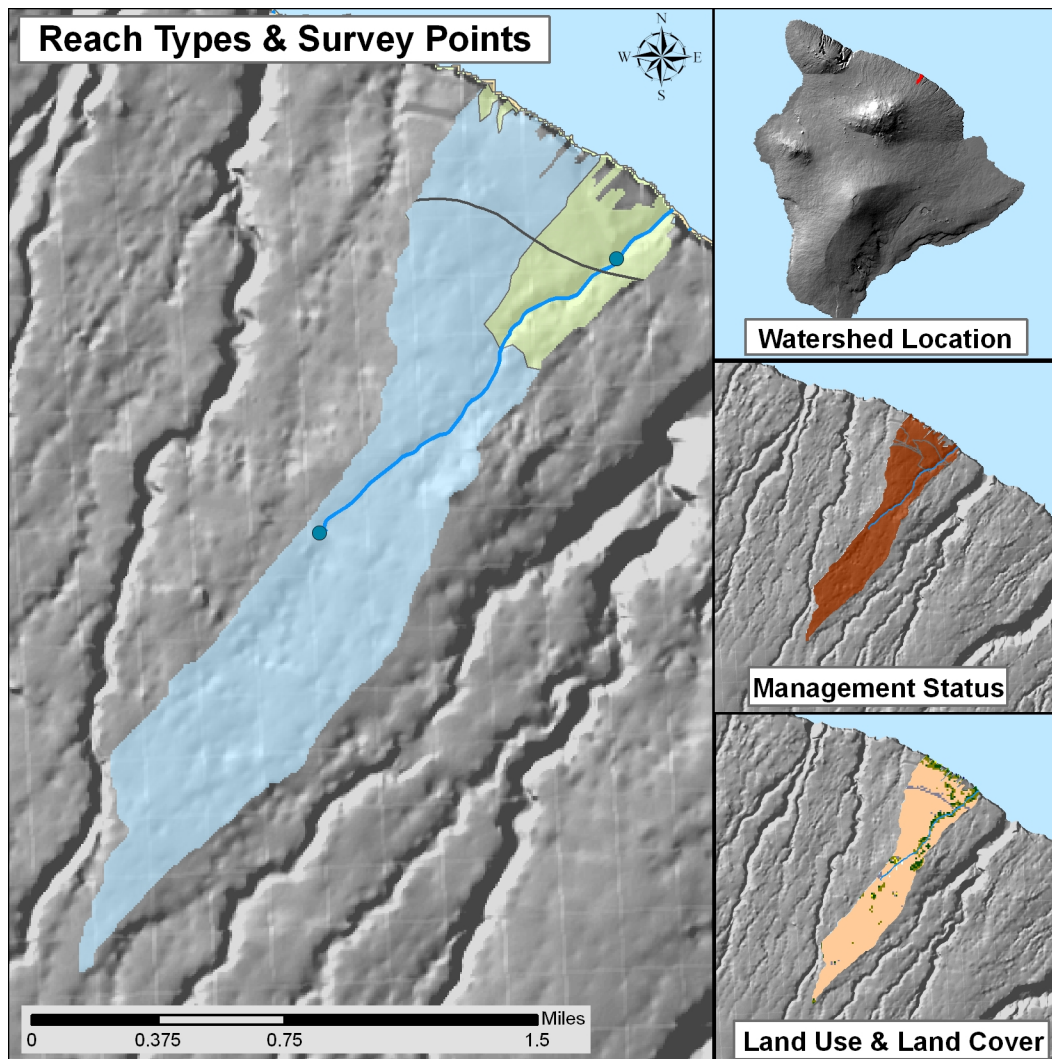 Reach Types & Survey Points
N
W E
S
Watershed Location
Management Status
Land Use & Land Cover
Miles
0 0.375 0.75 1.5